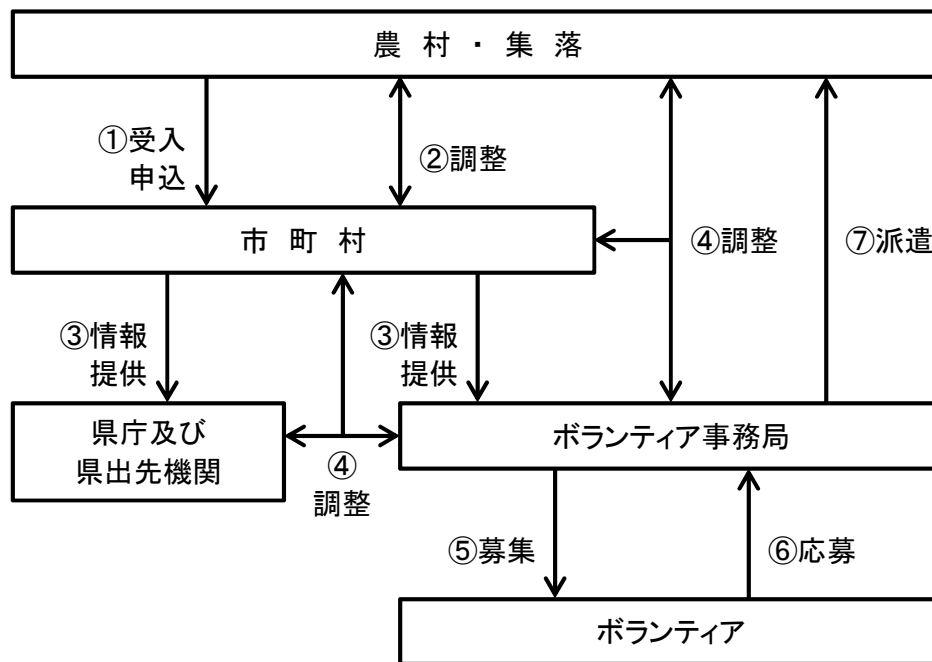 農村・集落
①受入
申込
②調整
④調整
⑦派遣
市町村
③情報
提供
③情報
提供
県庁及び
県出先機関
④
調整
ボランティア事務局
⑤募集
⑥応募
ボランティア